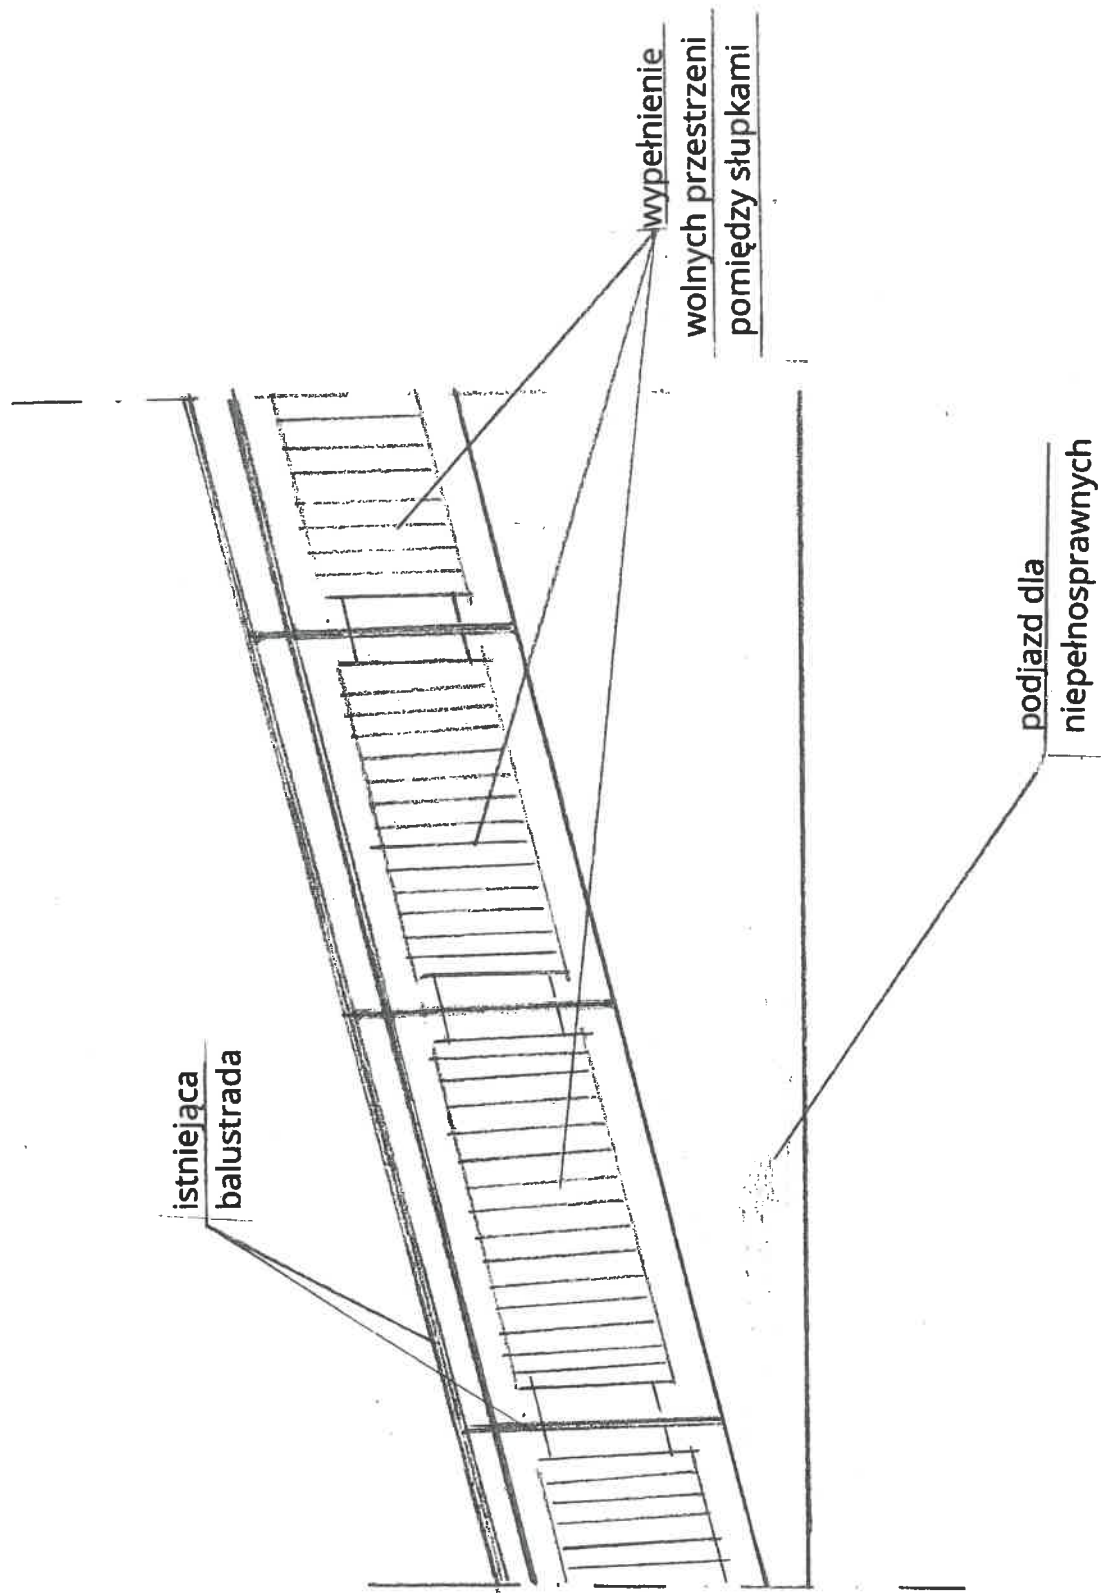 istniejąca
balustrada
wypełnienie
wolnych przestrzeni
pomiędzy słupkami
podjazd dla
niepełnosprawnych